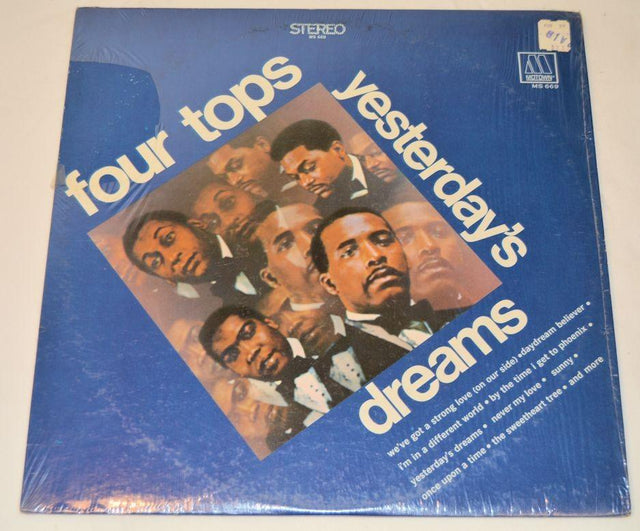 STEREO
MS 669
MOTOWN
MS 669
four tops
yesterday's
dreams
we've got a strong love (on our side) • daydream believer •
i'm in a different world • by the time i get to phoenix •
yesterday's dreams • never my love • sunny •
once upon a time • the sweetheart tree • and more